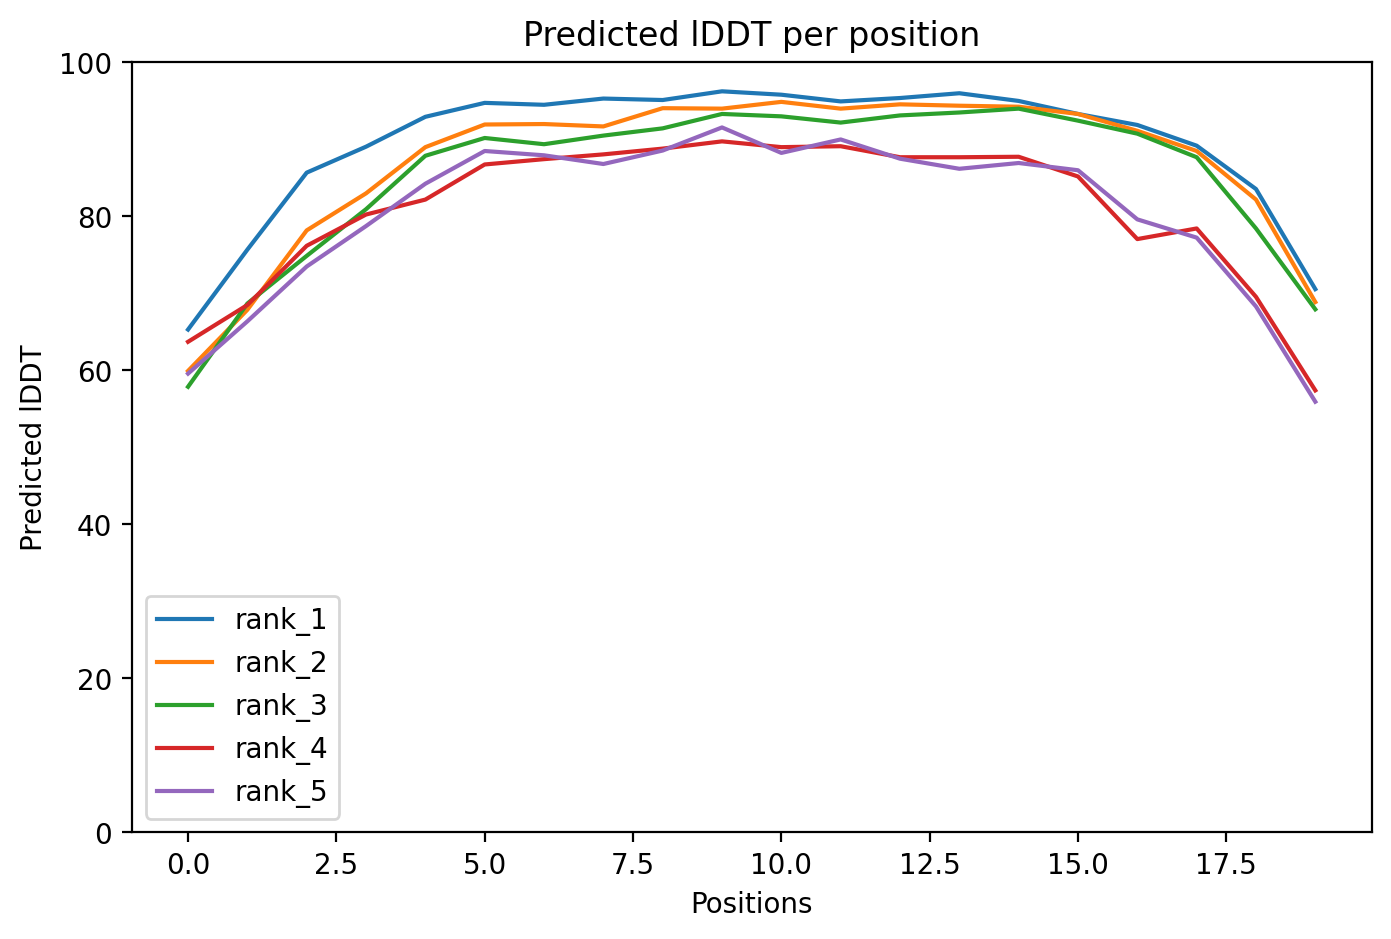 Predicted lDDT per position
100
80
60
40
20
0
Predicted lDDT
rank_1
rank_2
rank_3
rank_4
rank_5
0.0 2.5 5.0 7.5 10.0 12.5 15.0 17.5
Positions